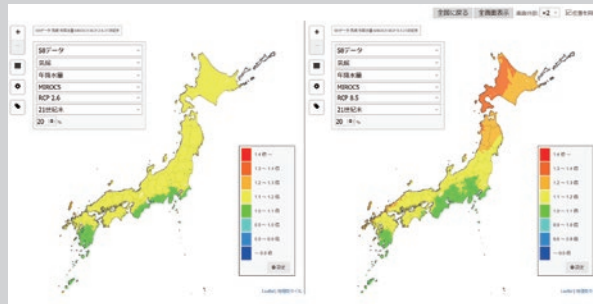 全国に戻る 全画面表示 画面分割 ×2
S8データ
気候
年降水量
MIROC5
RCP 2.6
21世紀末
20
1.4 倍 〜
1.3 〜 1.4 倍
1.2 〜 1.3 倍
1.1 〜 1.2 倍
1.0 〜 1.1 倍
0.9 〜 1.0 倍
0.8 〜 0.9 倍
〜 0.8 倍
S8データ
気候
年降水量
MIROC5
RCP 8.5
21世紀末
20
1.4 倍 〜
1.3 〜 1.4 倍
1.2 〜 1.3 倍
1.1 〜 1.2 倍
1.0 〜 1.1 倍
0.9 〜 1.0 倍
0.8 〜 0.9 倍
〜 0.8 倍